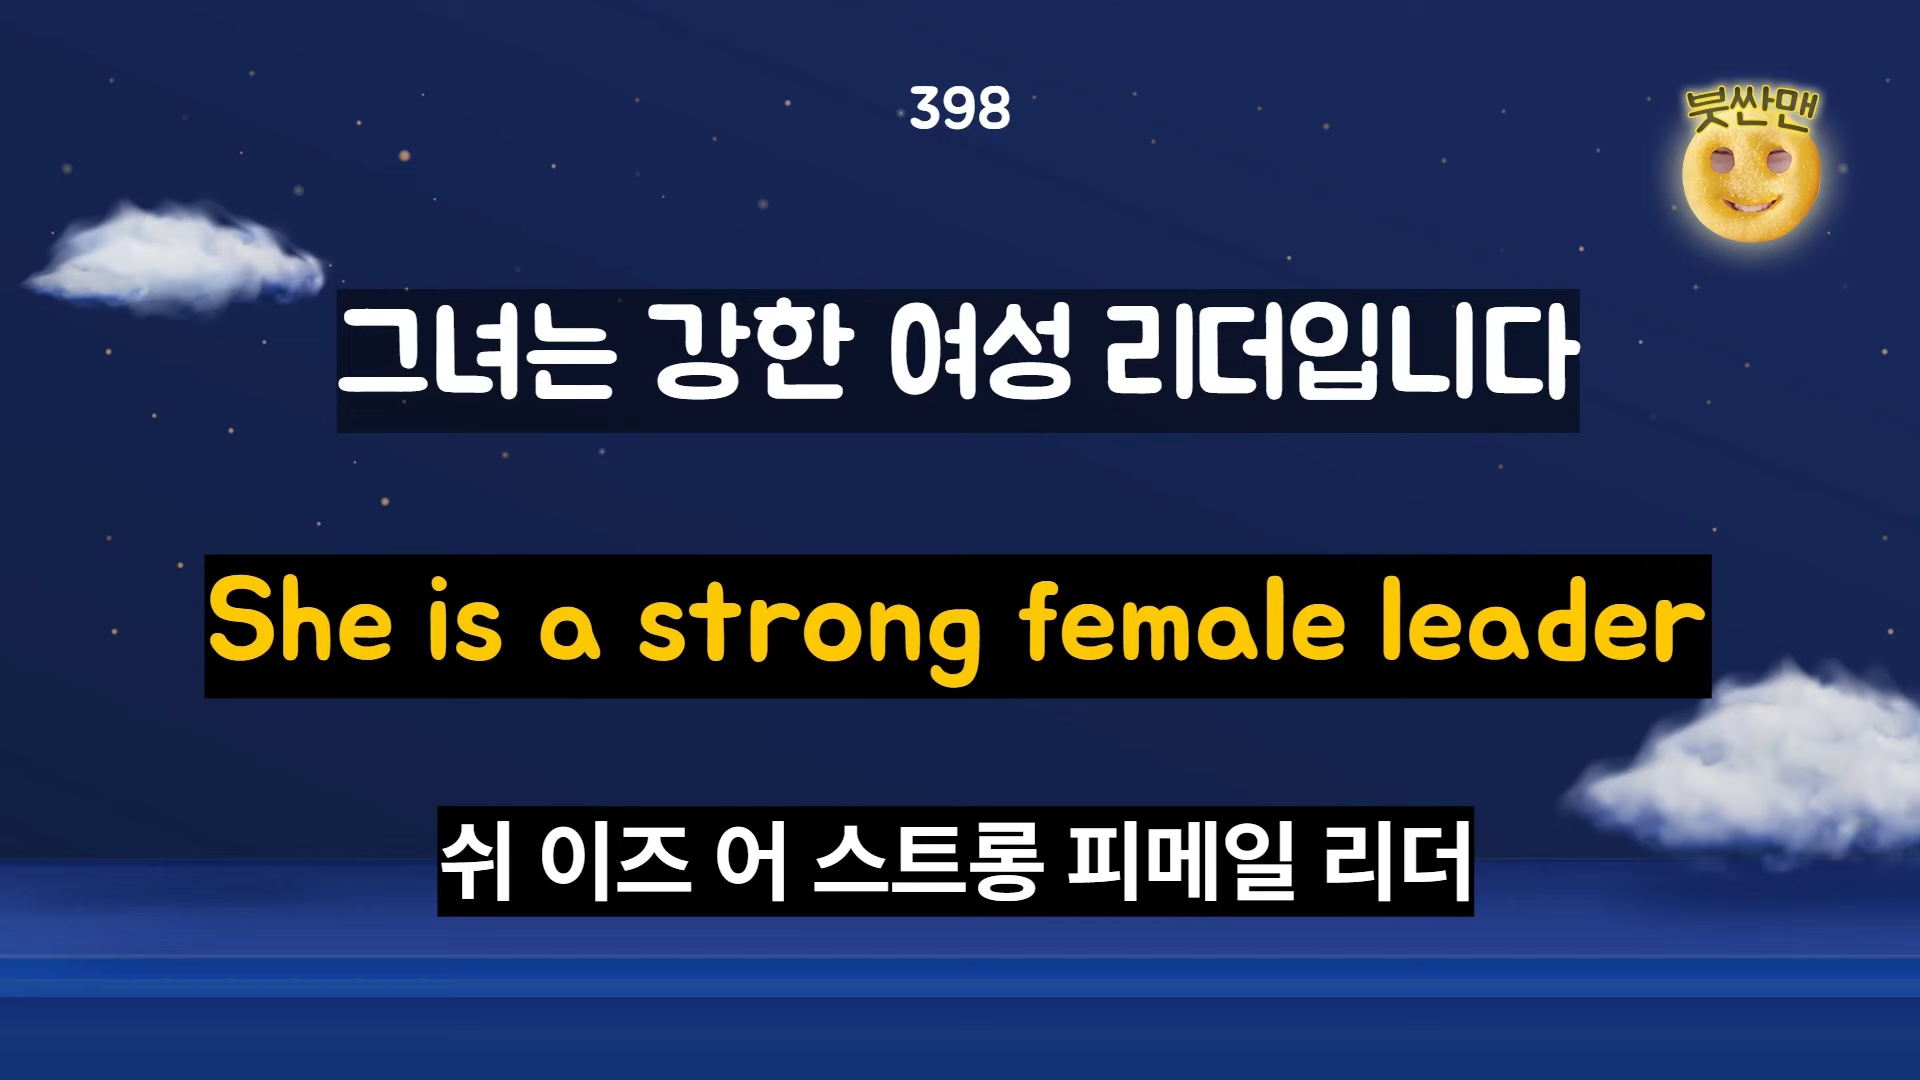 398
붓싼맨
그녀는 강한 여성 리더입니다
She is a strong female leader
쉬 이즈 어 스트롱 피메일 리더